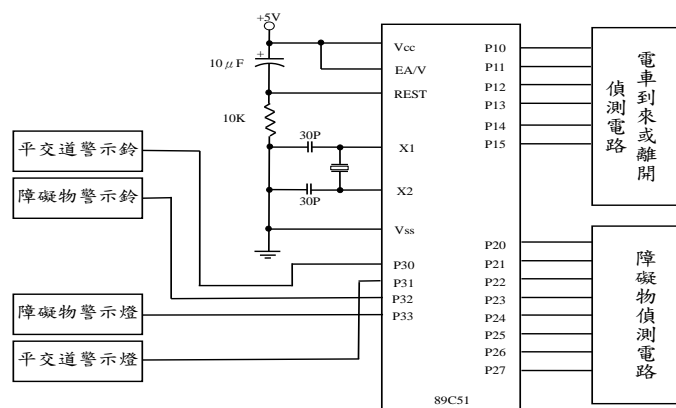 +5V
10μF
10K
30P
30P
平交道警示鈴
障礙物警示鈴
障礙物警示燈
平交道警示燈
Vcc
EA/V
REST
X1
X2
Vss
P30
P31
P32
P33
P10
P11
P12
P13
P14
P15
P20
P21
P22
P23
P24
P25
P26
P27
89C51
電車到來或離開
偵測電路
障礙物偵測電路